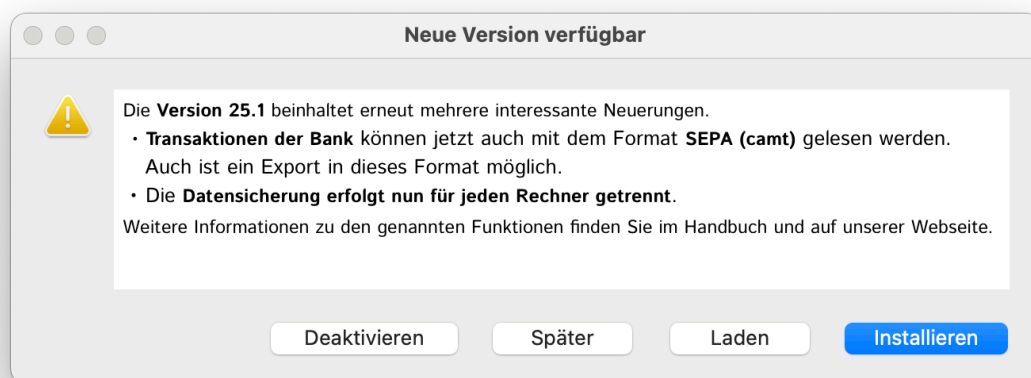 Neue Version verfügbar
Die Version 25.1 beinhaltet erneut mehrere interessante Neuerungen.
• Transaktionen der Bank können jetzt auch mit dem Format SEPA (camt) gelesen werden.
Auch ist ein Export in dieses Format möglich.
• Die Datensicherung erfolgt nun für jeden Rechner getrennt.
Weitere Informationen zu den genannten Funktionen finden Sie im Handbuch und auf unserer Webseite.
Deaktivieren Später Laden Installieren